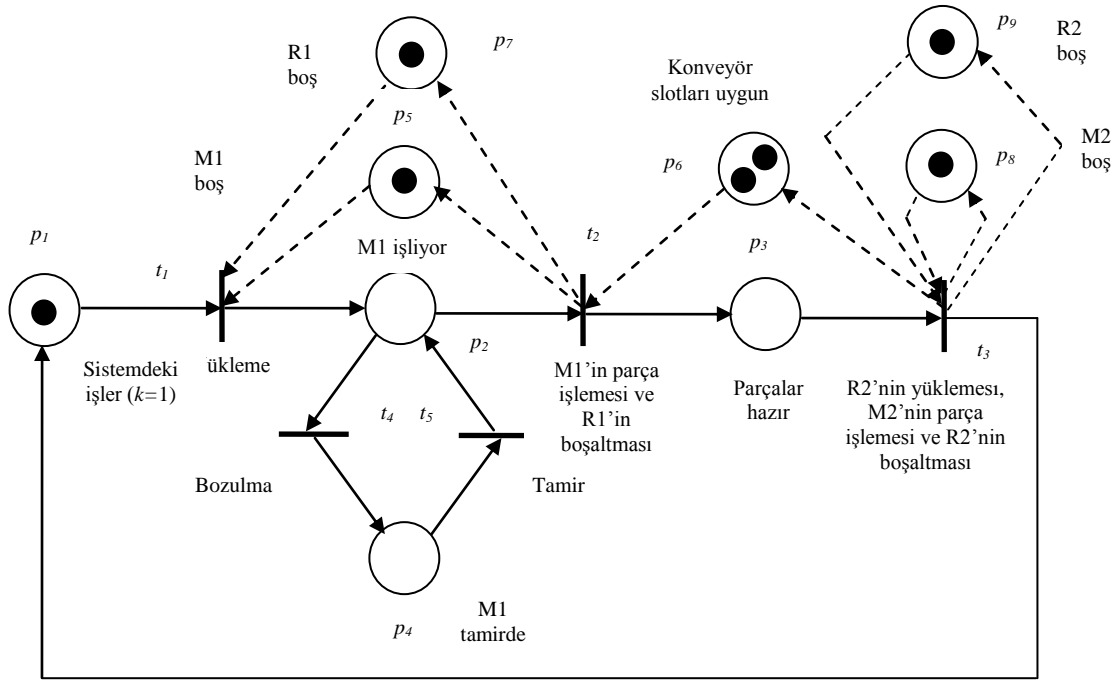 R1
boş
p7
p9
R2
boş
Konveyör
slotları uygun
p5
M1
boş
p6
M2
boş
p8
p1
t1
M1 işliyor
t2
p3
Sistemdeki
işler (k=1)
ükleme
p2
M1'in parça
işlemesi ve
R1'in
boşaltması
Parçalar
hazır
t3
R2'nin yüklemesı,
M2'nin parça
işlemesi ve R2'nin
boşaltması
t4
t5
Bozulma
Tamir
p4
M1
tamirde